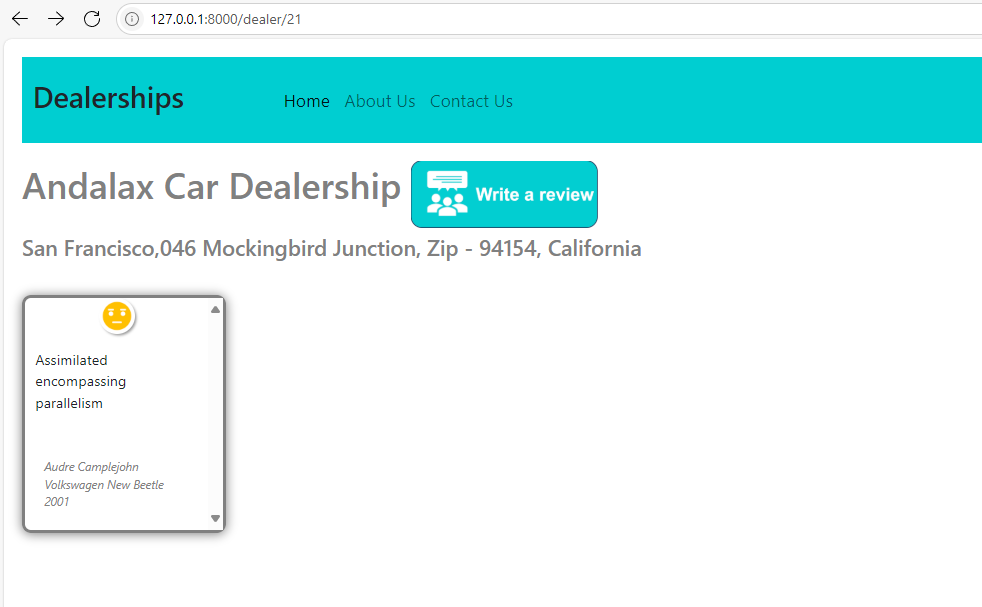 127.0.0.1:8000/dealer/21
Dealerships
Home About Us Contact Us
Andalax Car Dealership
Write a review
San Francisco,046 Mockingbird Junction, Zip - 94154, California
Assimilated
encompassing
parallelism
Audre Camplejohn
Volkswagen New Beetle
2001